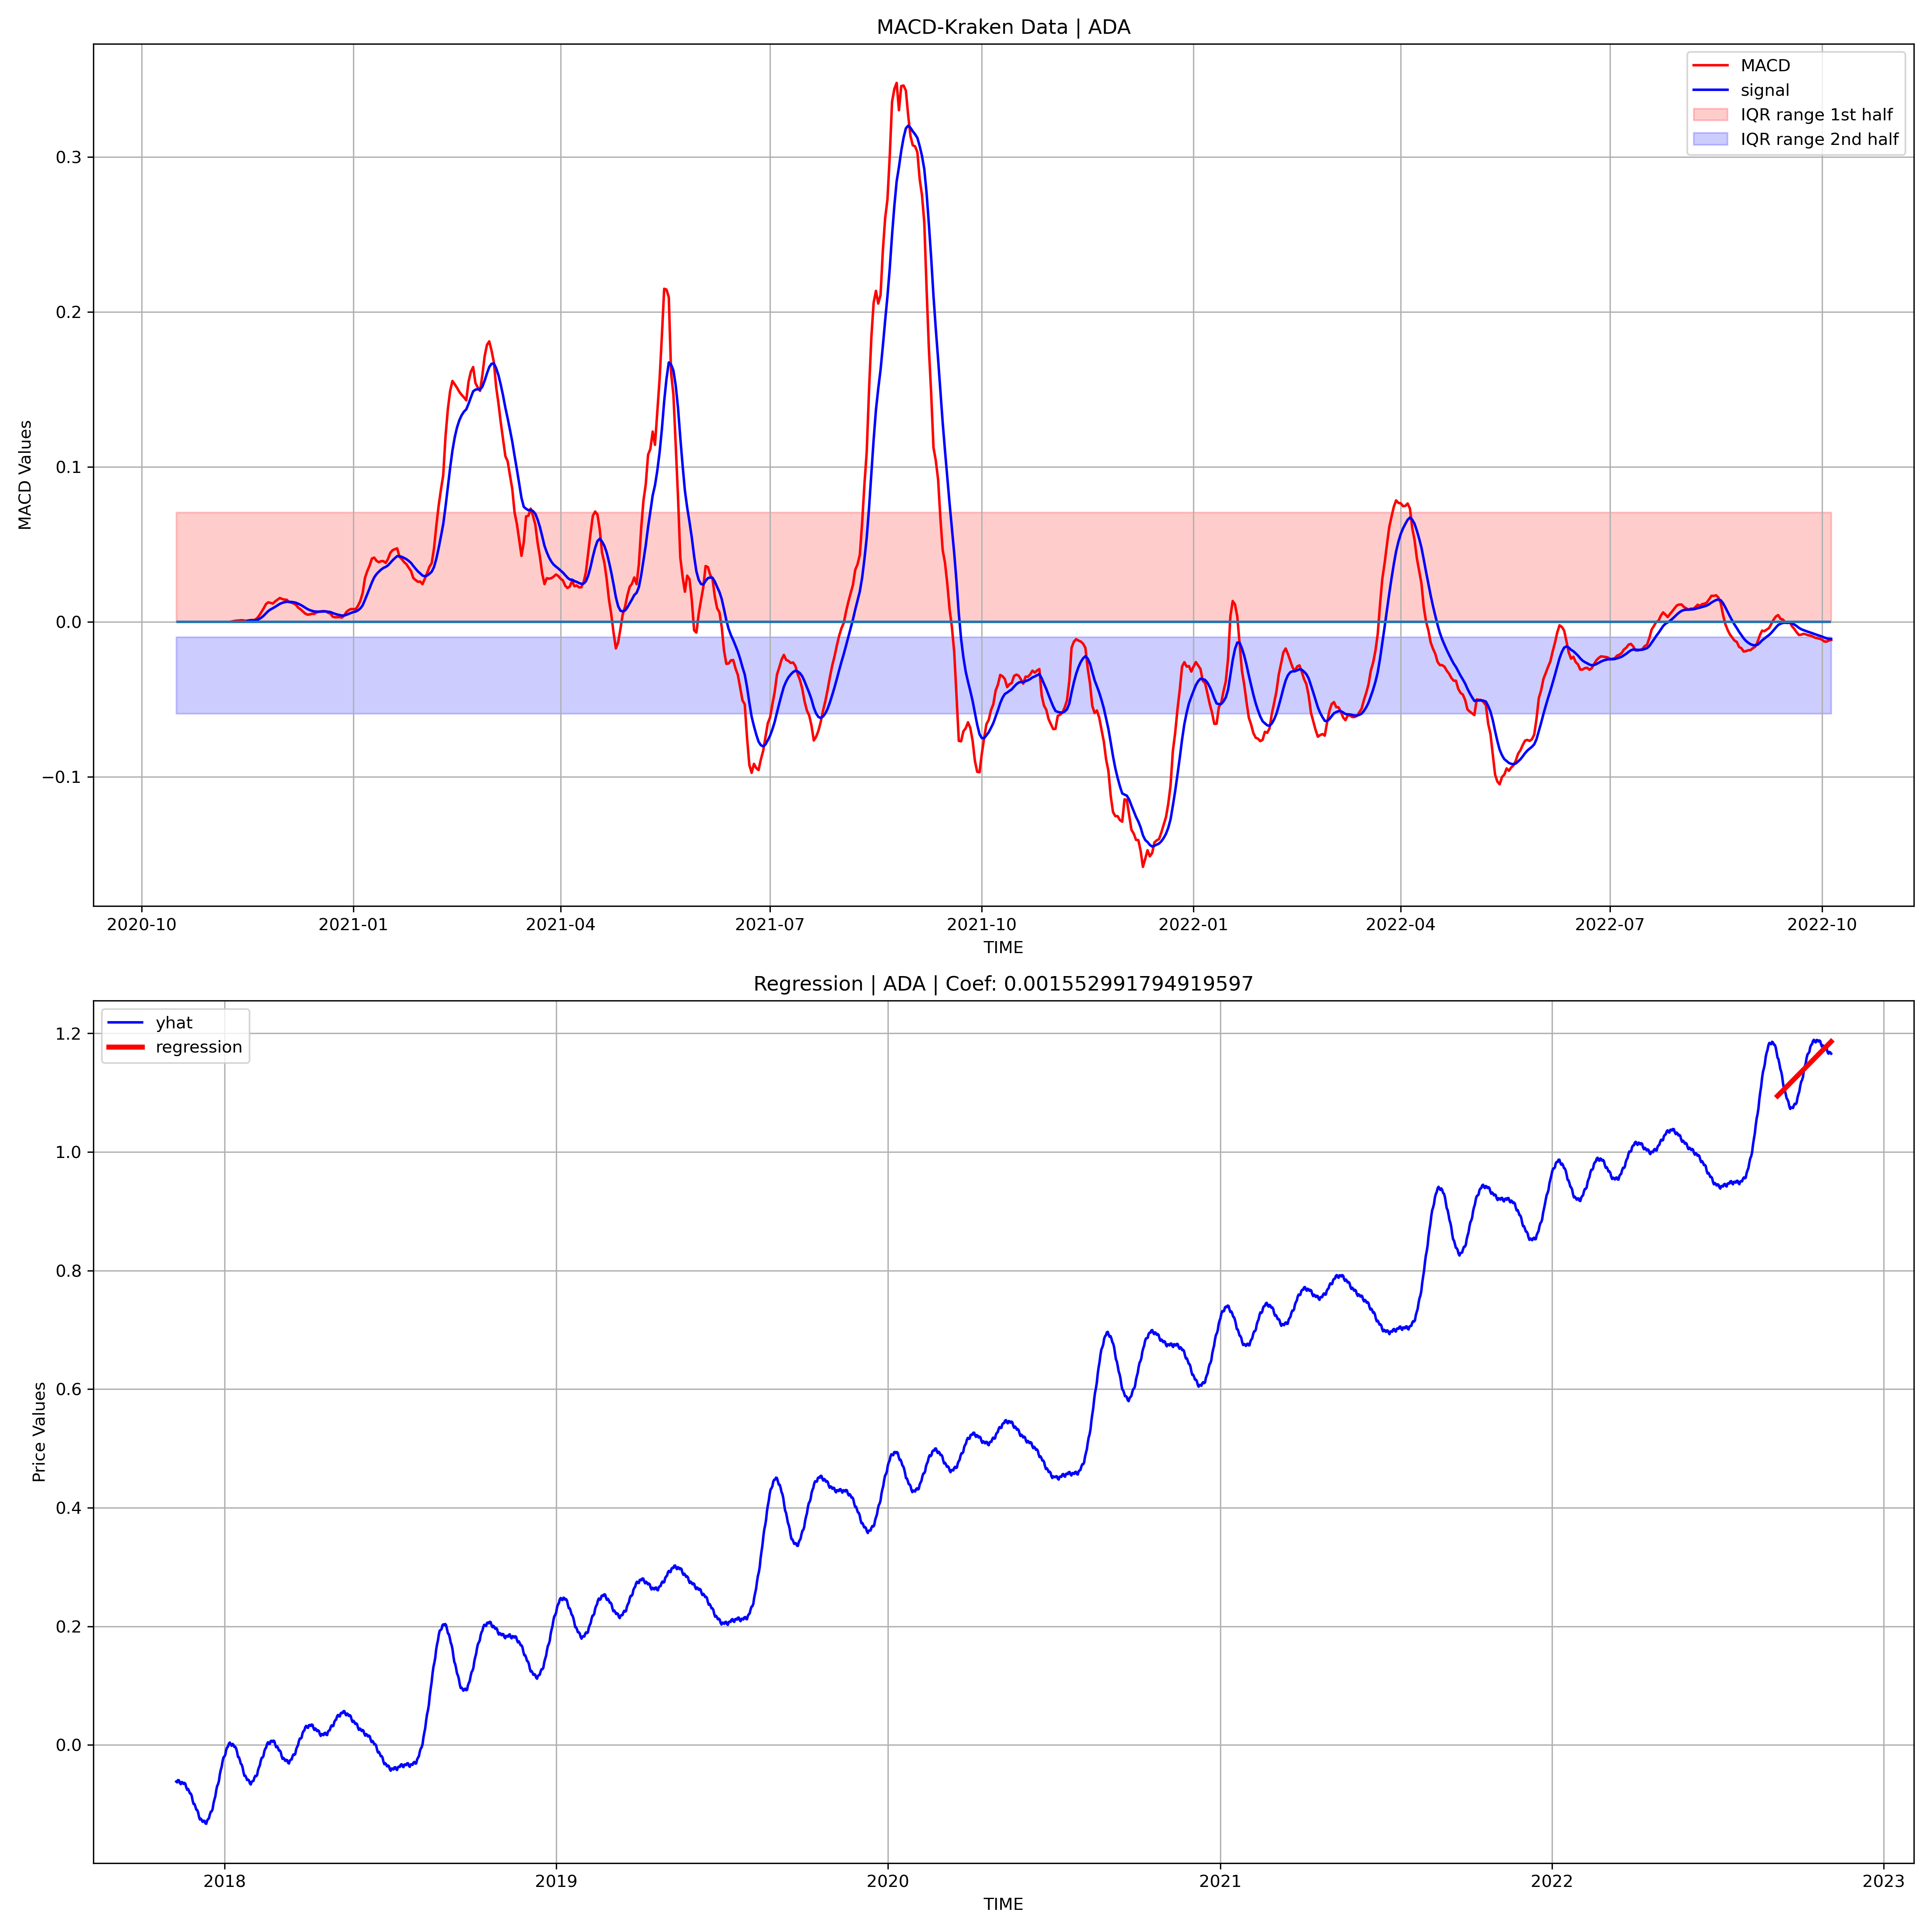 MACD-Kraken Data | ADA
MACD
signal
IQR range 1st half
IQR range 2nd half
MACD Values
0.3
0.2
0.1
0.0
−0.1
2020-10 2021-01 2021-04 2021-07 2021-10 2022-01 2022-04 2022-07 2022-10
TIME
Regression | ADA | Coef: 0.001552991794919597
yhat
regression
Price Values
1.2
1.0
0.8
0.6
0.4
0.2
0.0
2018 2019 2020 2021 2022 2023
TIME